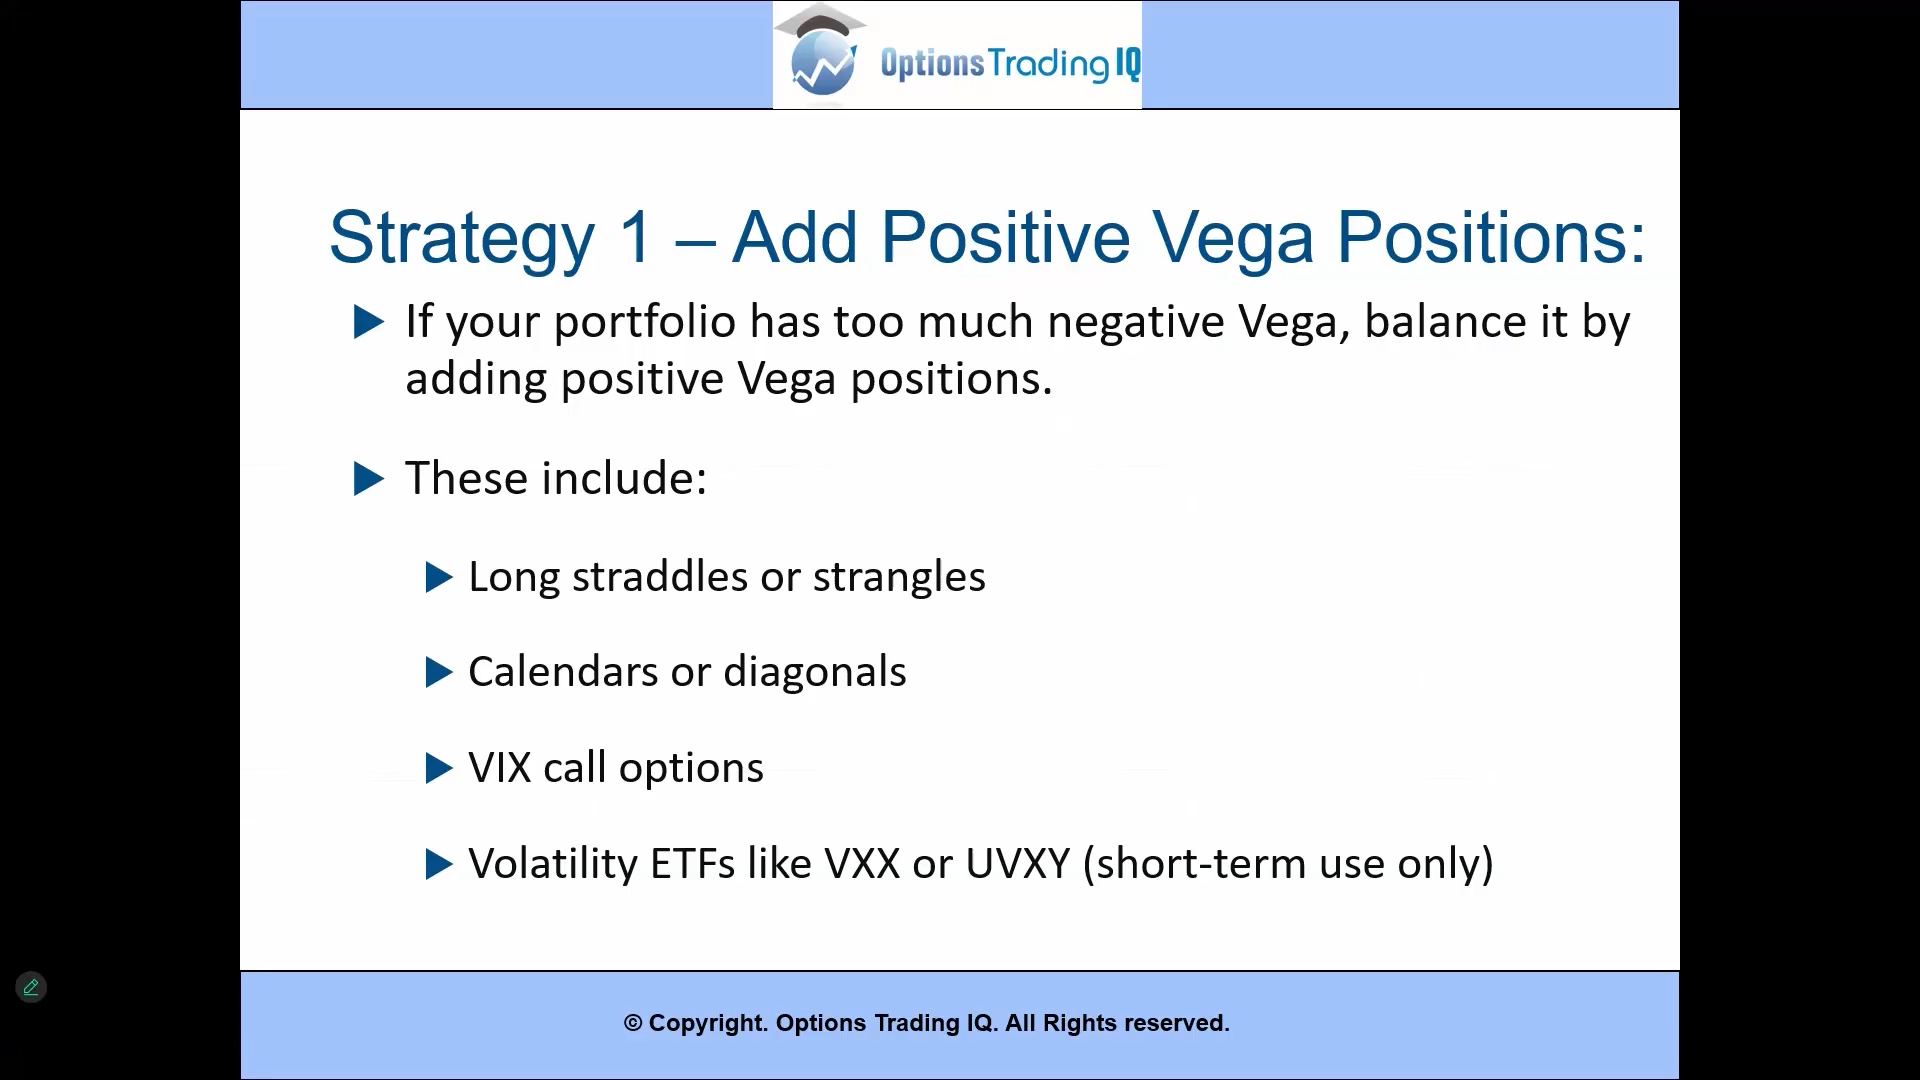 Options Trading IQ
Strategy 1 – Add Positive Vega Positions:
If your portfolio has too much negative Vega, balance it by
adding positive Vega positions.
These include:
Long straddles or strangles
Calendars or diagonals
VIX call options
Volatility ETFs like VXX or UVXY (short-term use only)
© Copyright. Options Trading IQ. All Rights reserved.